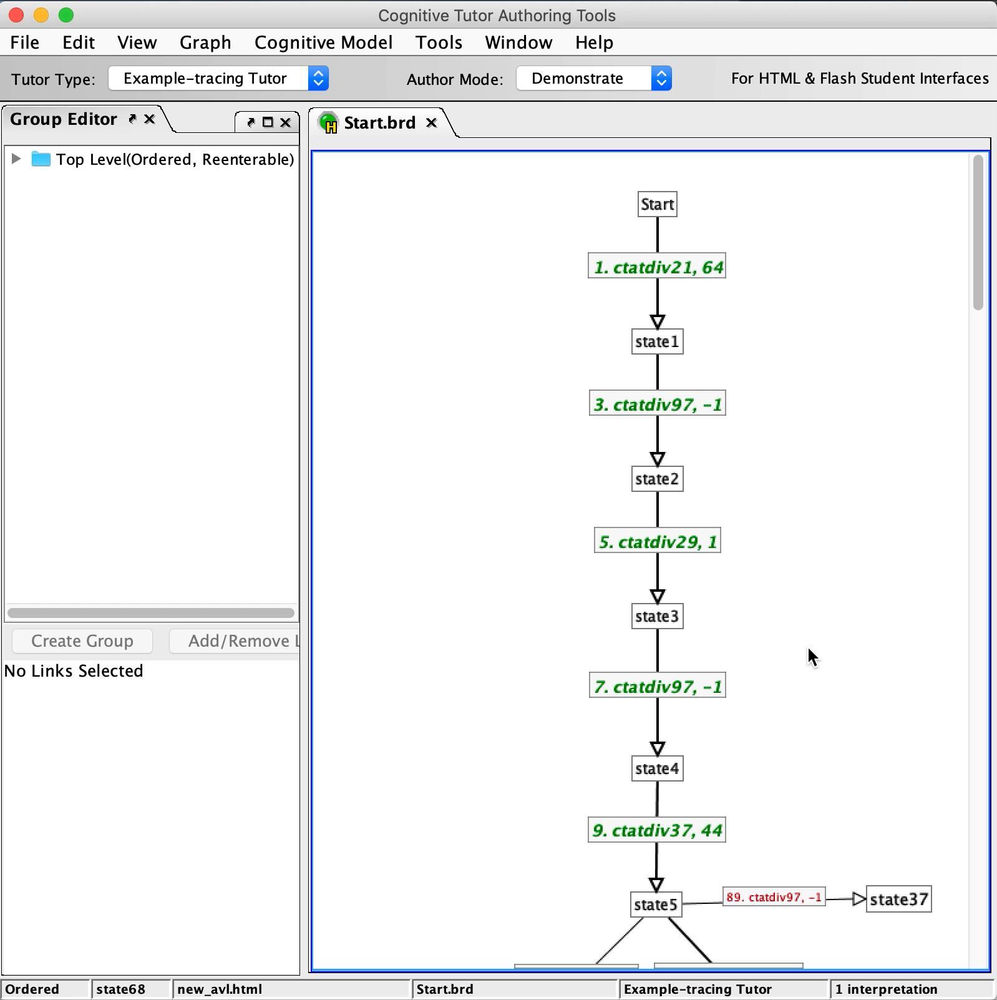 Cognitive Tutor Authoring Tools
File Edit View Graph Cognitive Model Tools Window Help
Tutor Type: Example-tracing Tutor Author Mode: Demonstrate For HTML & Flash Student Interfaces
Group Editor
Top Level(Ordered, Reenterable)
Create Group Add/Remove L
No Links Selected
Start.brd
Start
1. ctatdiv21, 64
state1
3. ctatdiv97, -1
state2
5. ctatdiv29, 1
state3
7. ctatdiv97, -1
state4
9. ctatdiv37, 44
state5 89. ctatdiv97, -1 state37
Ordered state68 new_avl.html Start.brd Example-tracing Tutor 1 interpretation